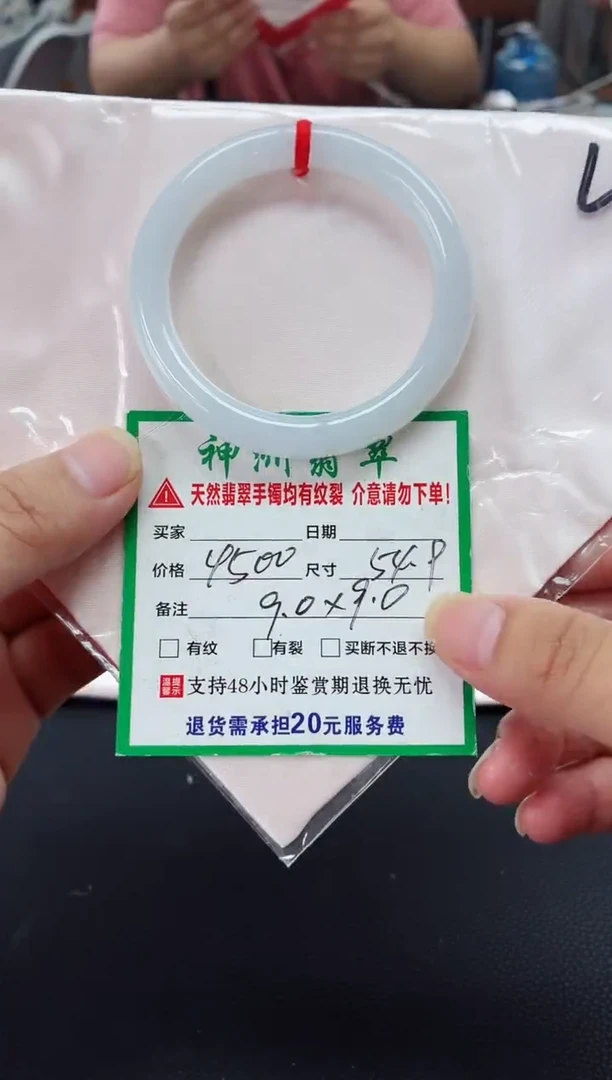 神州翡翠
天然翡翠手镯均有纹裂 介意请勿下单!
买家 日期
价格 4500 尺寸 54.9
备注 9.0×9.0
有纹 有裂 买断不退不换
温馨提示 支持48小时鉴赏期退换无忧
退货需承担20元服务费